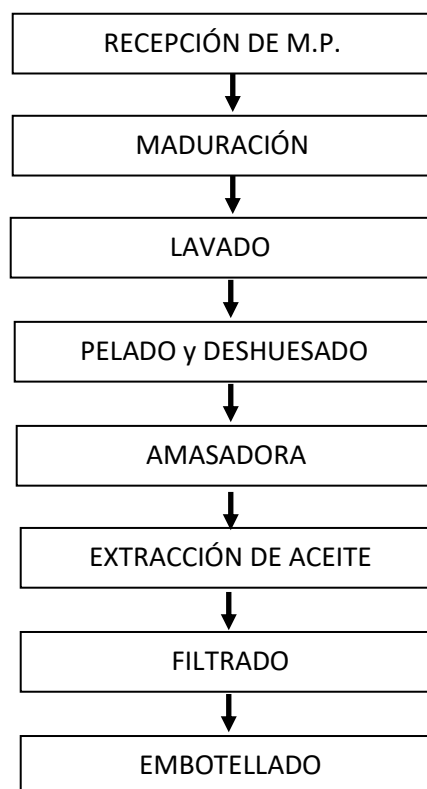 RECEPCIÓN DE M.P.
MADURACIÓN
LAVADO
PELADO y DESHUESADO
AMASADORA
EXTRACCIÓN DE ACEITE
FILTRADO
EMBOTELLADO